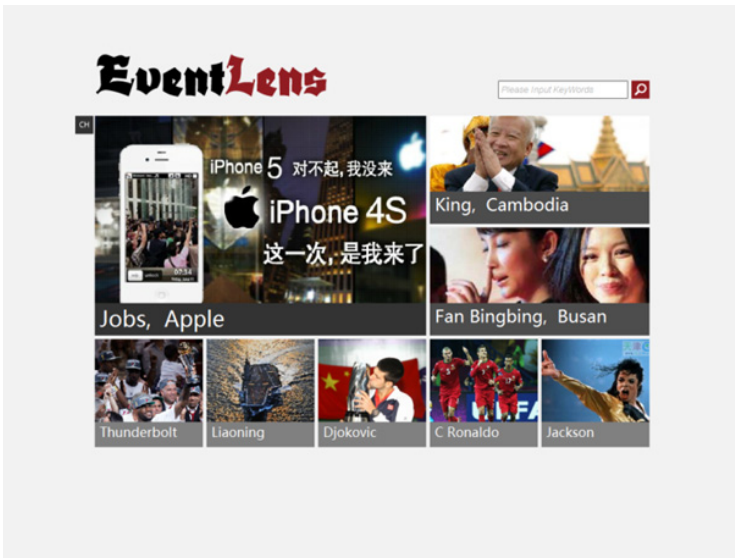 EventLens
Please Input KeyWords
CH
iPhone 5 对不起,我没来
iPhone 4S
这一次,是我来了
Jobs, Apple
King, Cambodia
Fan Bingbing, Busan
Thunderbolt
Liaoning
Djokovic
C Ronaldo
Jackson